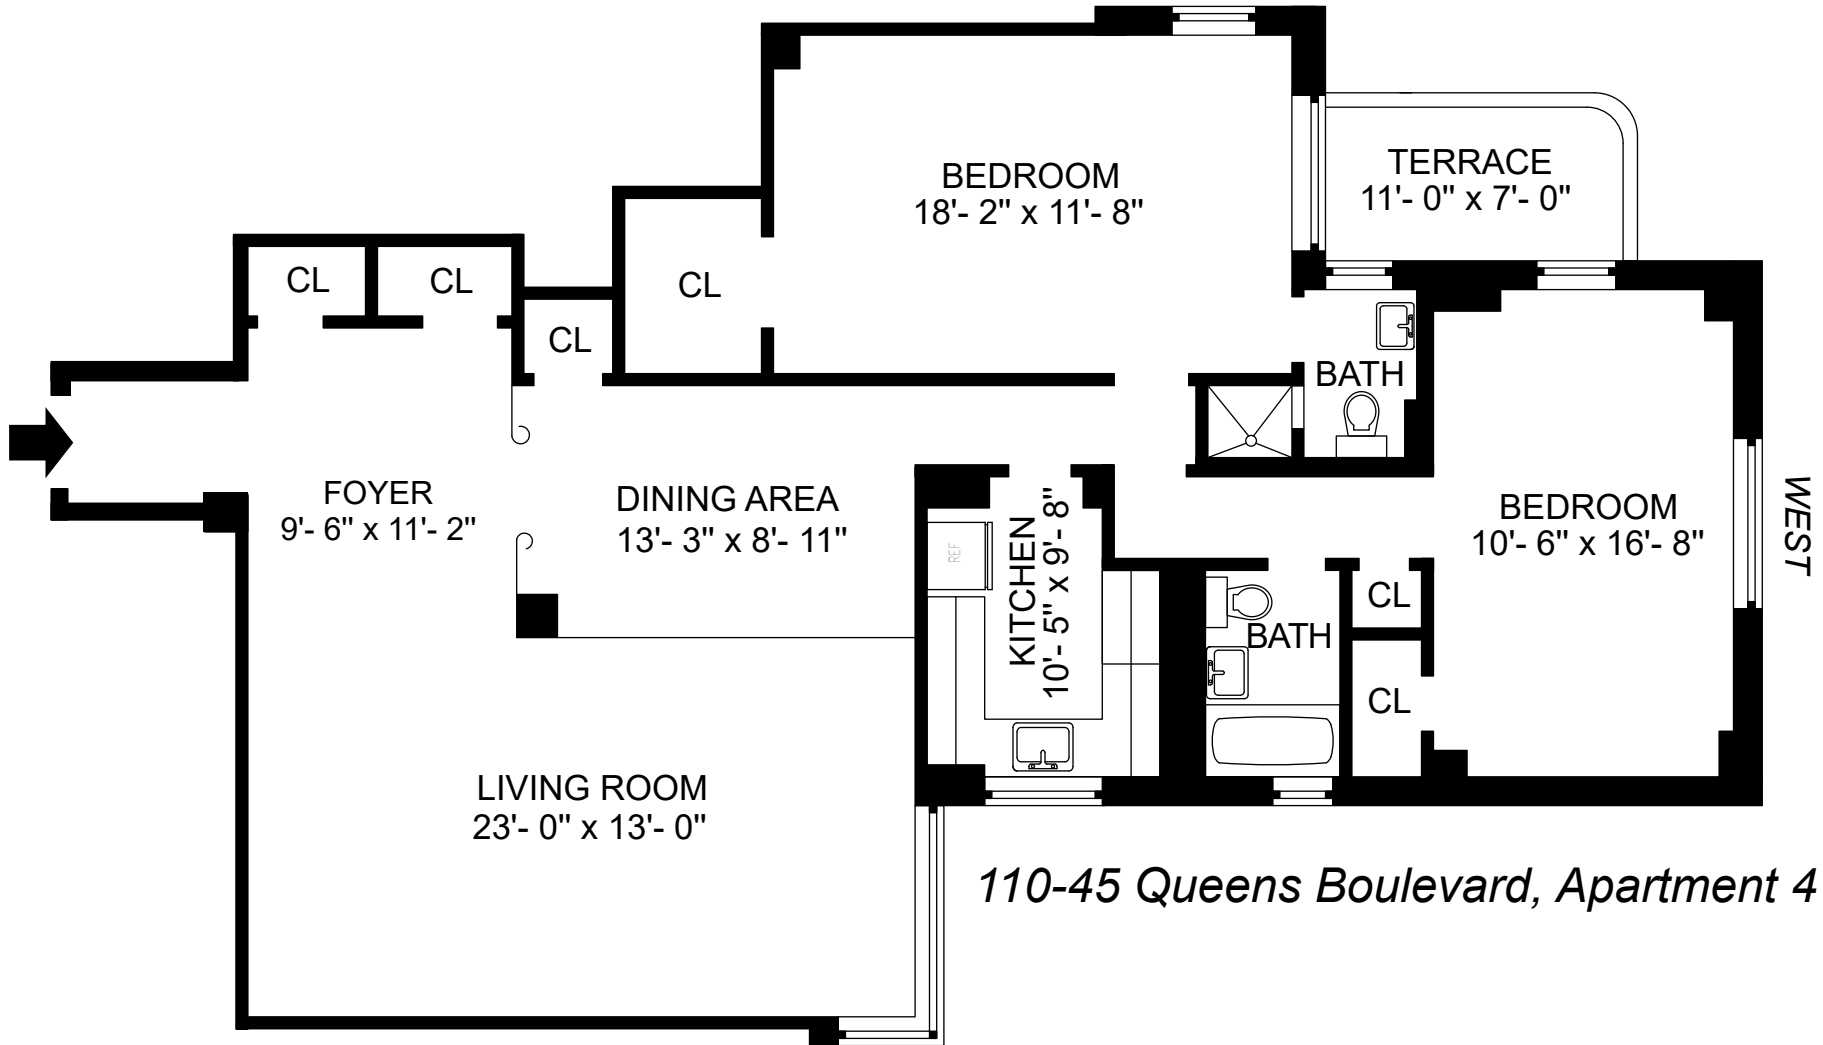 BEDROOM
18'- 2" x 11'- 8"
TERRACE
11'- 0" x 7'- 0"
CL
CL
CL
CL
BATH
FOYER
9'- 6" x 11'- 2"
DINING AREA
13'- 3" x 8'- 11"
REF
KITCHEN
10'- 5" x 9'- 8"
BEDROOM
10'- 6" x 16'- 8"
WEST
CL
BATH
CL
LIVING ROOM
23'- 0" x 13'- 0"
110-45 Queens Boulevard, Apartment 4